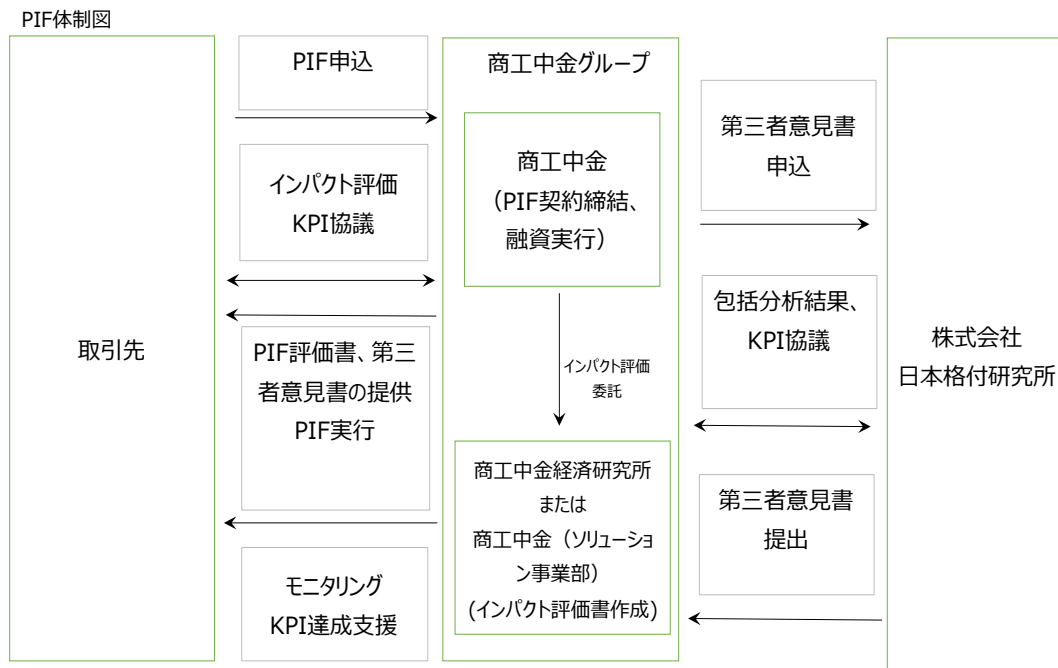 PIF体制図
取引先
PIF申込
インパクト評価
KPI協議
PIF評価書、第三
者意見書の提供
PIF実行
モニタリング
KPI達成支援
商工中金グループ
商工中金
（PIF契約締結、
融資実行）
インパクト評価
委託
商工中金経済研究所
または
商工中金（ソリューショ
ン事業部）
(インパクト評価書作成)
第三者意見書
申込
包括分析結果、
KPI協議
第三者意見書
提出
株式会社
日本格付研究所